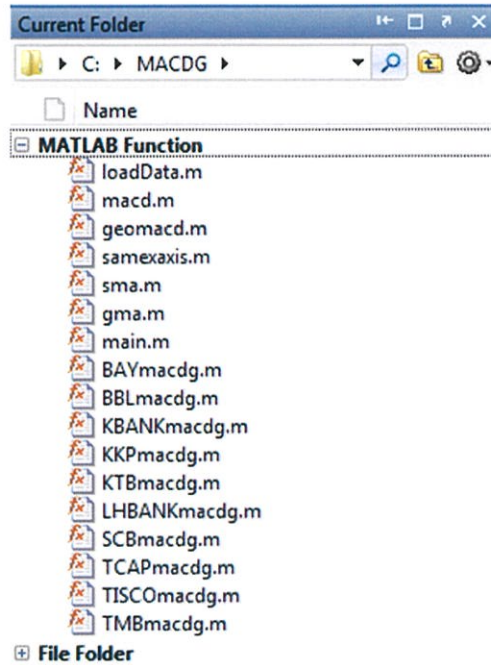 Current Folder
C: MACDG
Name
MATLAB Function
loadData.m
macd.m
geomacd.m
samexaxis.m
sma.m
gma.m
main.m
BAYmacdg.m
BBLmacdg.m
KBANKmacdg.m
KKPmacdg.m
KTBmacdg.m
LHBANKmacdg.m
SCBmacdg.m
TCAPmacdg.m
TISCOmacdg.m
TMBmacdg.m
File Folder